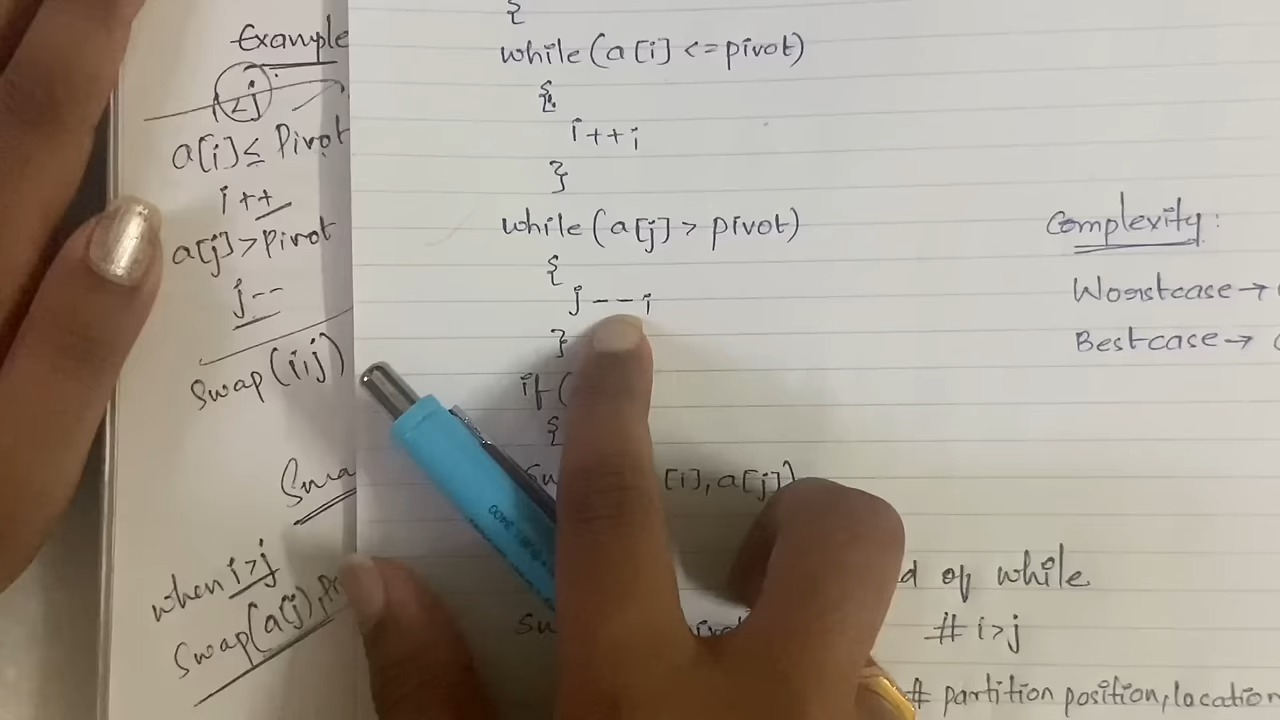 Example
i<j
a[i]≤ Pivot
i++
a[j]>Pivot
j--
Swap(i,j)
when i>j
Swap(a[j],
{
while(a[i]<=pivot)
{
i++;
}
while(a[j]>pivot)
{
j--;
}
if(
{
[i],a[j])
of while
# i>j
# partition position, location
Complexity:
Worstcase→
Bestcase→